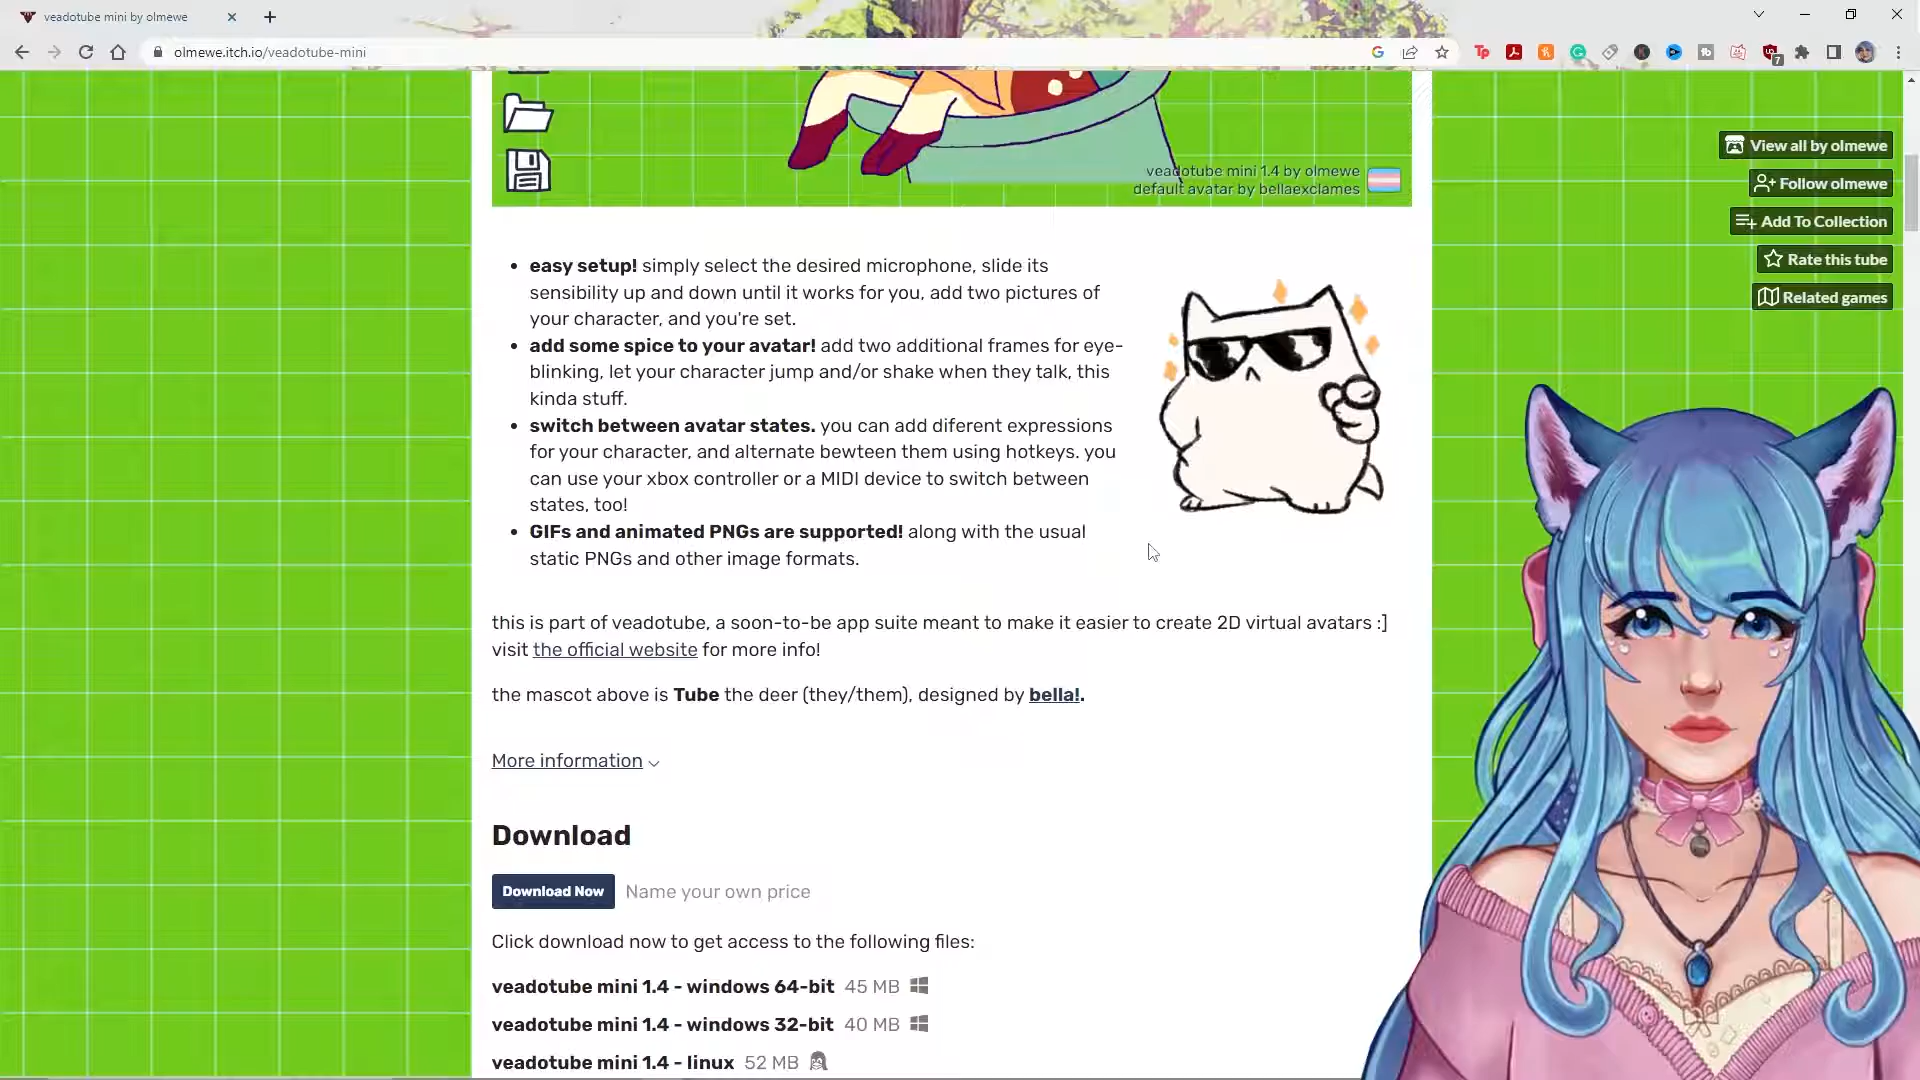 veadotube mini by olmewe
olmewe.itch.io/veadotube-mini
View all by olmewe
Follow olmewe
Add To Collection
Rate this tube
Related games
veadotube mini 1.4 by olmewe
default avatar by bellaexclames
• easy setup! simply select the desired microphone, slide its
sensibility up and down until it works for you, add two pictures of
your character, and you're set.
• add some spice to your avatar! add two additional frames for eye-
blinking, let your character jump and/or shake when they talk, this
kinda stuff.
• switch between avatar states. you can add diferent expressions
for your character, and alternate bewteen them using hotkeys. you
can use your xbox controller or a MIDI device to switch between
states, too!
• GIFs and animated PNGs are supported! along with the usual
static PNGs and other image formats.
this is part of veadotube, a soon-to-be app suite meant to make it easier to create 2D virtual avatars :]
visit the official website for more info!
the mascot above is Tube the deer (they/them), designed by bella!.
More information
Download
Download Now Name your own price
Click download now to get access to the following files:
veadotube mini 1.4 - windows 64-bit 45 MB
veadotube mini 1.4 - windows 32-bit 40 MB
veadotube mini 1.4 - linux 52 MB